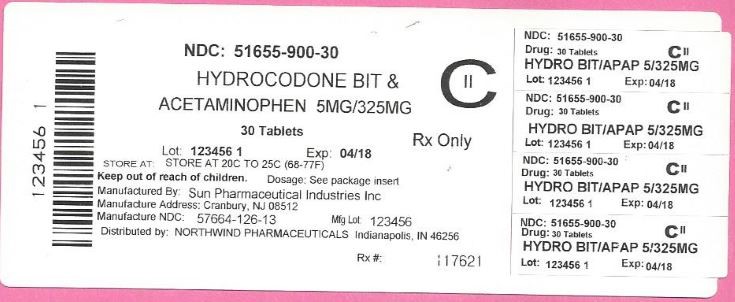 123456 1
NDC: 51655-900-30
HYDROCODONE BIT &
ACETAMINOPHEN 5MG/325MG
CII
30 Tablets
Rx Only
Lot: 123456 1 Exp: 04/18
STORE AT: STORE AT 20C TO 25C (68-77F)
Keep out of reach of children. Dosage: See package insert
Manufactured By: Sun Pharmaceutical Industries Inc
Manufacture Address: Cranbury, NJ 08512
Manufacture NDC: 57664-126-13 Mfg Lot: 123456
Distributed by: NORTHWIND PHARMACEUTICALS Indianapolis, IN 46256
Rx #: 117621
NDC: 51655-900-30
Drug: 30 Tablets CII
HYDRO BIT/APAP 5/325MG
Lot: 123456 1 Exp: 04/18
NDC: 51655-900-30
Drug: 30 Tablets CII
HYDRO BIT/APAP 5/325MG
Lot: 123456 1 Exp: 04/18
NDC: 51655-900-30
Drug: 30 Tablets CII
HYDRO BIT/APAP 5/325MG
Lot: 123456 1 Exp: 04/18
NDC: 51655-900-30
Drug: 30 Tablets CII
HYDRO BIT/APAP 5/325MG
Lot: 123456 1 Exp: 04/18